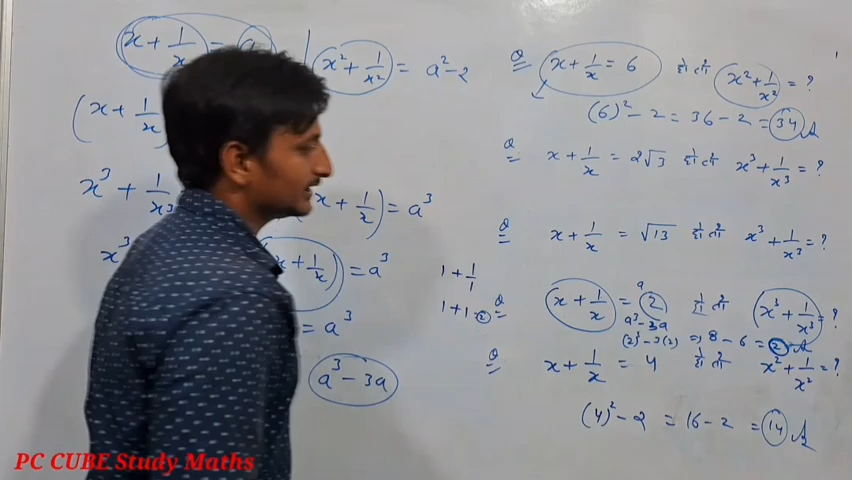 x + 1/x = a
x² + 1/x² = a² - 2
(x + 1/x
x³ + 1/x³
x + 1/x) = a³
x³
x + 1/x) = a³
= a³
a³ - 3a
1 + 1/1
1 + 1 = 2
Q x + 1/x = 6 हो तो x² + 1/x² = ?
(6)² - 2 = 36 - 2 = 34 A
Q x + 1/x = 2√3 हो तो x³ + 1/x³ = ?
Q x + 1/x = √13 हो तो x³ + 1/x³ = ?
Q x + 1/x = 2 हो तो x³ + 1/x³ = ?
a
a³ - 3a
(2)³ - 3(2) => 8 - 6 = 2 A
Q x + 1/x = 4 हो तो x² + 1/x² = ?
(4)² - 2 = 16 - 2 = 14 A
PC CUBE Study Maths